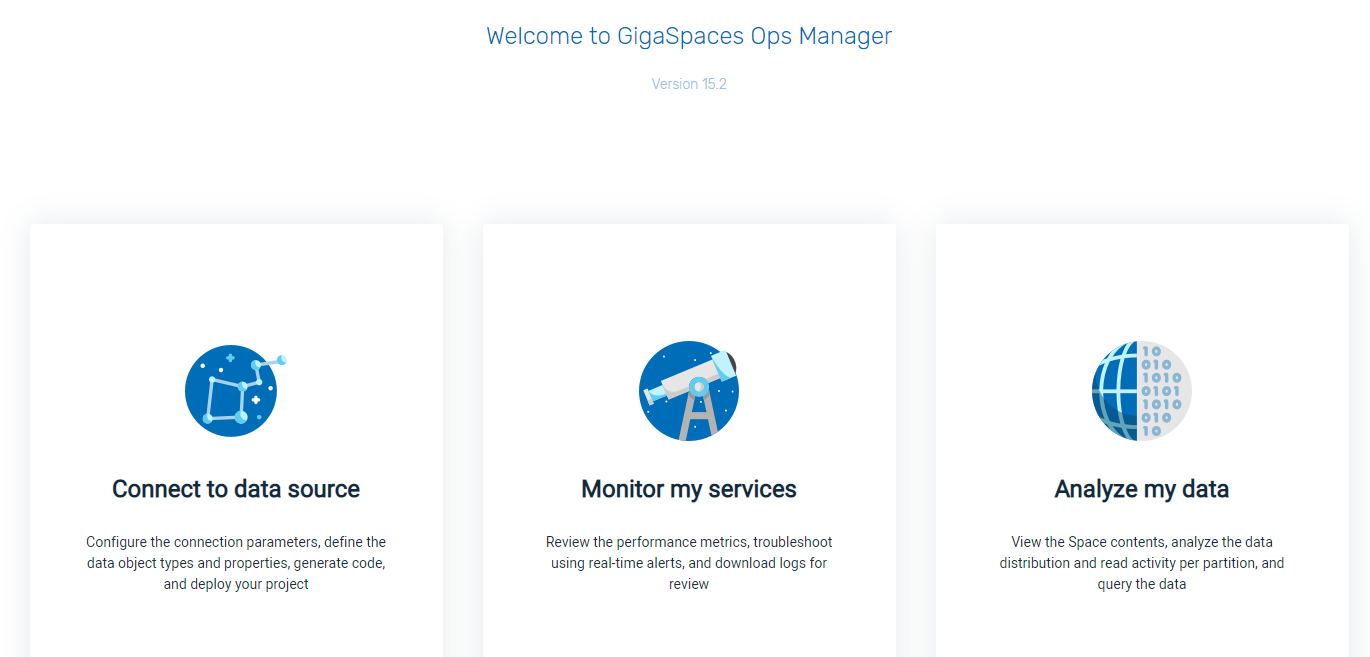 Welcome to GigaSpaces Ops Manager
Version 15.2
Connect to data source
Configure the connection parameters, define the
data object types and properties, generate code,
and deploy your project
Monitor my services
Review the performance metrics, troubleshoot
using real-time alerts, and download logs for
review
10
010
1010
0101
1010
010
10
Analyze my data
View the Space contents, analyze the data
distribution and read activity per partition, and
query the data